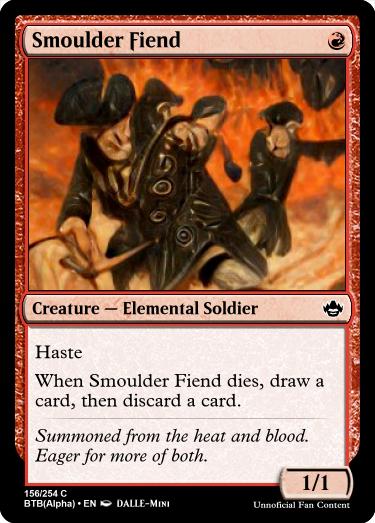 Smoulder Fiend
Creature — Elemental Soldier
Haste
When Smoulder Fiend dies, draw a
card, then discard a card.
Summoned from the heat and blood.
Eager for more of both.
1/1
156/254 C
BTB(Alpha) • EN DALLE-Mini
Unnofficial Fan Content